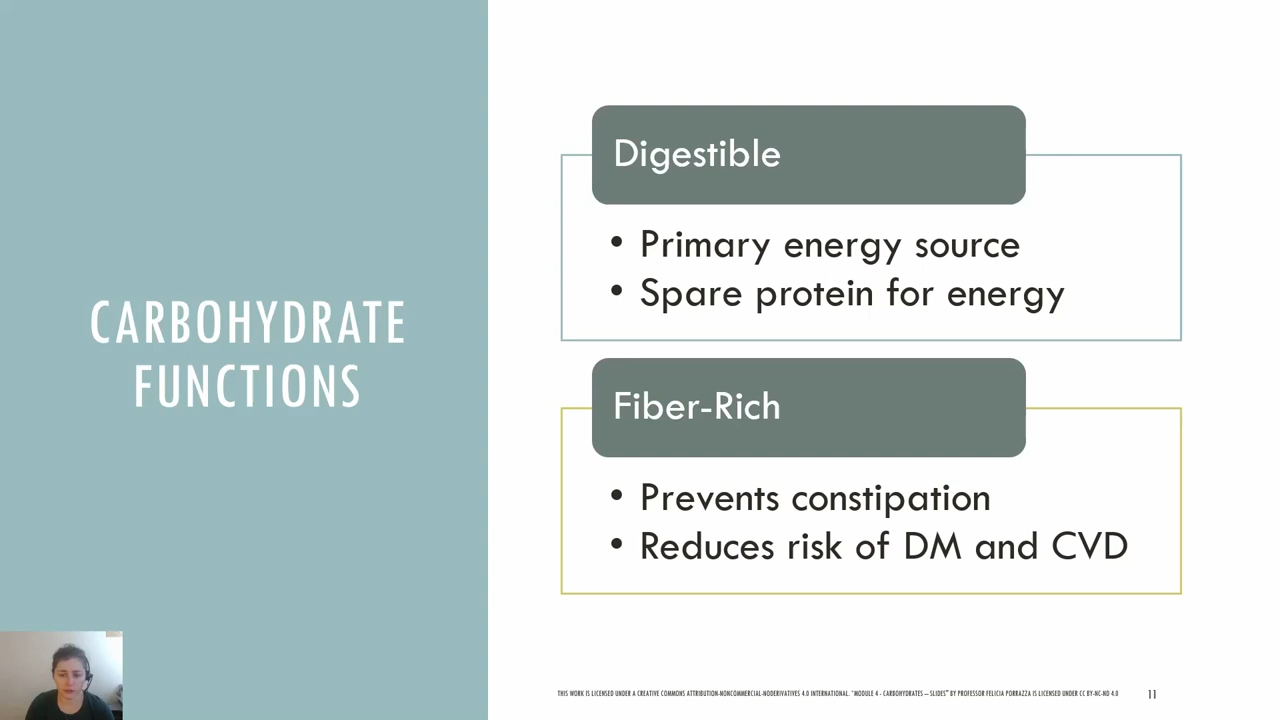 CARBOHYDRATE
FUNCTIONS
Digestible
• Primary energy source
• Spare protein for energy
Fiber-Rich
• Prevents constipation
• Reduces risk of DM and CVD
THIS WORK IS LICENSED UNDER A CREATIVE COMMONS ATTRIBUTION-NONCOMMERCIAL-NODERIVATIVES 4.0 INTERNATIONAL. "MODULE 4 - CARBOHYDRATES – SLIDES" BY PROFESSOR FELICIA PORRAZZA IS LICENSED UNDER CC BY-NC-ND 4.0
11